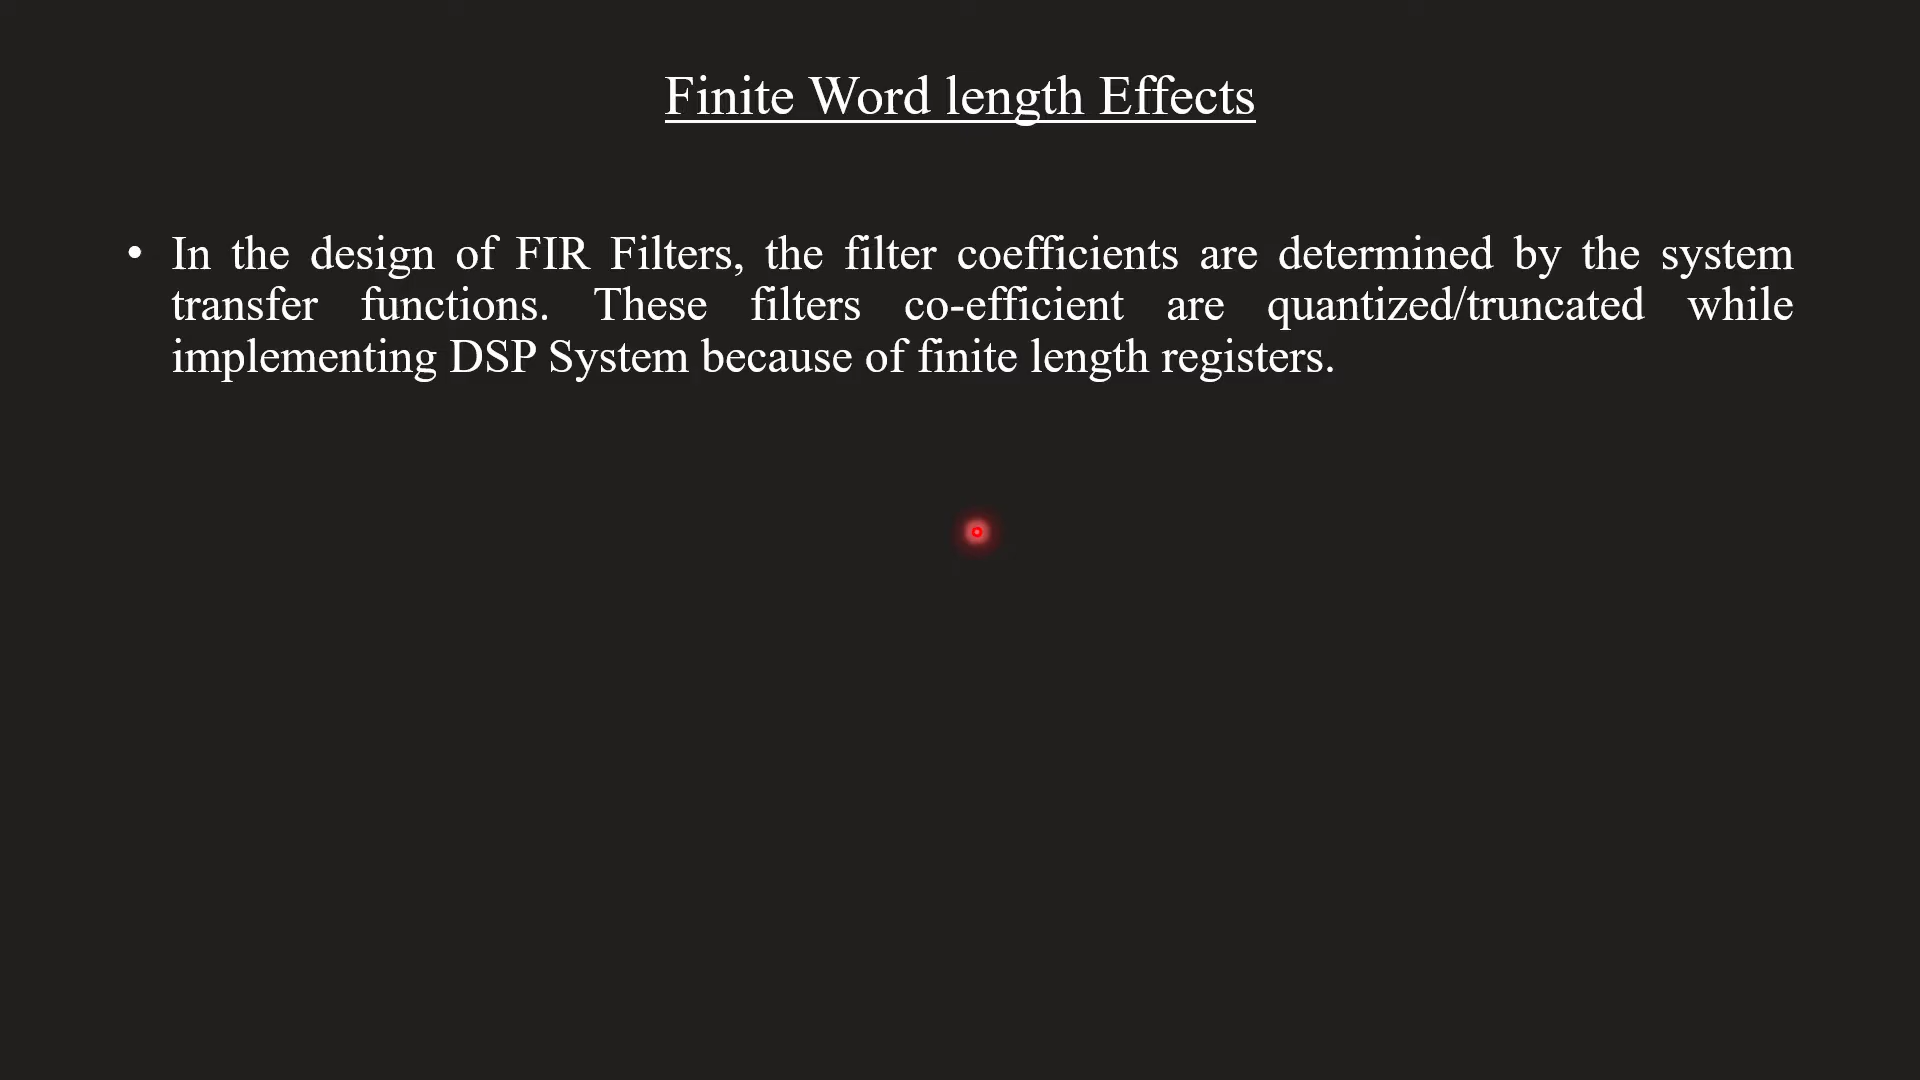 Finite Word length Effects
• In the design of FIR Filters, the filter coefficients are determined by the system
transfer functions. These filters co-efficient are quantized/truncated while
implementing DSP System because of finite length registers.